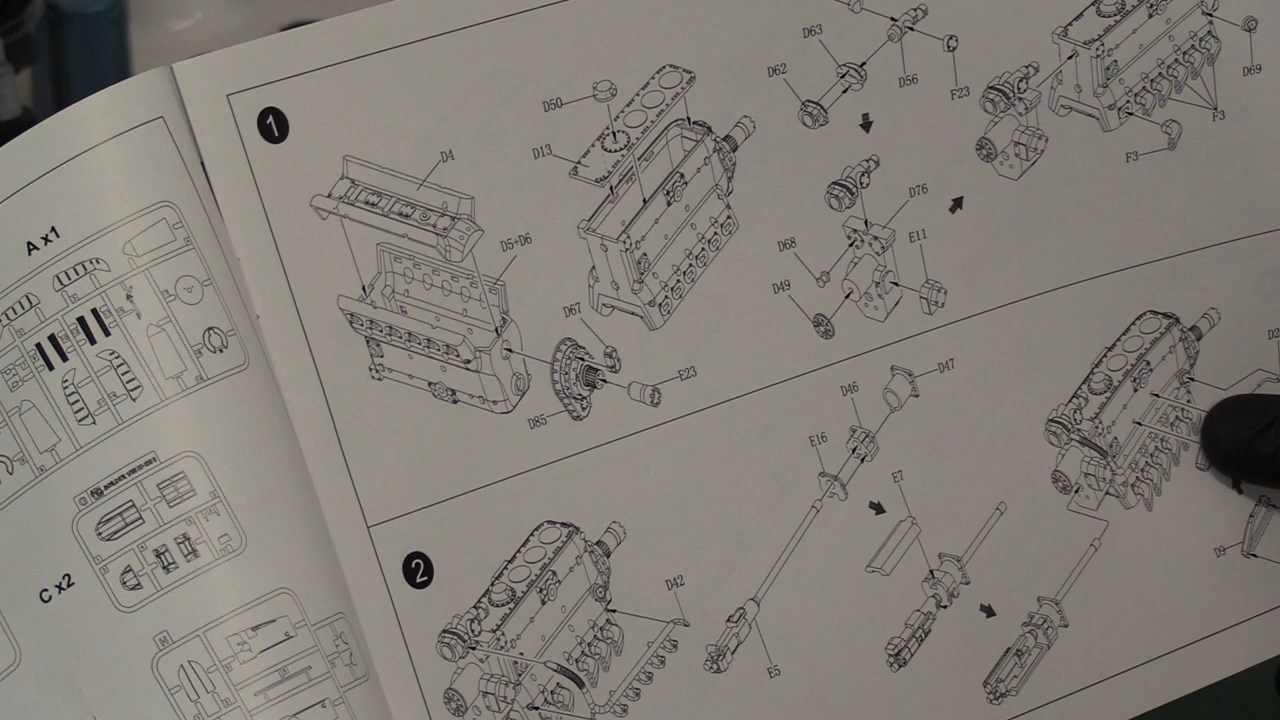 A x1
C x2
1
D4
D5+D6
D50
D13
D67
E23
D85
D63
D62
D56
F23
D76
D68
E11
D49
D69
F3
F3
2
D42
E5
E16
D46
D47
E7
D9